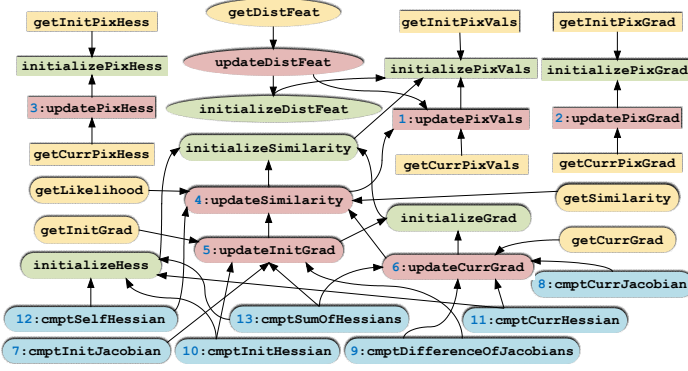 getInitPixHess
getDistFeat
getInitPixVals
getInitPixGrad
initializePixHess
updateDistFeat
initializePixVals
initializePixGrad
3:updatePixHess
initializeDistFeat
1:updatePixVals
2:updatePixGrad
getCurrPixHess
initializeSimilarity
getCurrPixVals
getCurrPixGrad
getLikelihood
4:updateSimilarity
getSimilarity
initializeGrad
getInitGrad
5:updateInitGrad
getCurrGrad
initializeHess
6:updateCurrGrad
8:cmptCurrJacobian
12:cmptSelfHessian
13:cmptSumOfHessians
11:cmptCurrHessian
7:cmptInitJacobian
10:cmptInitHessian
9:cmptDifferenceOfJacobians